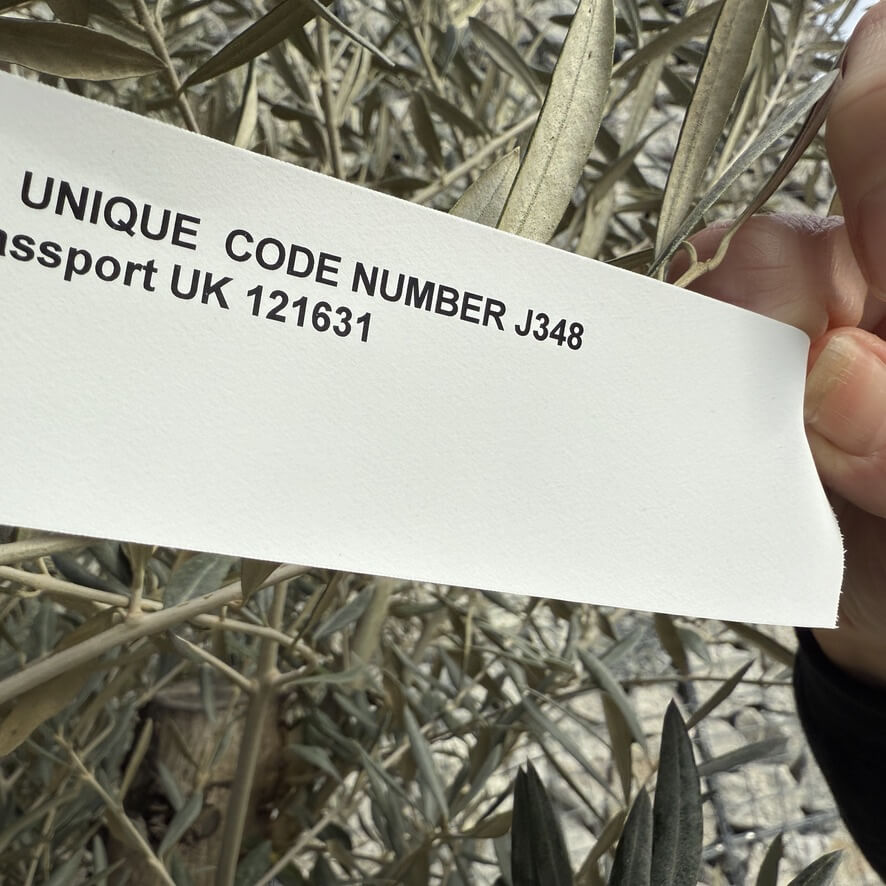 UNIQUE CODE NUMBER J348
assport UK 121631